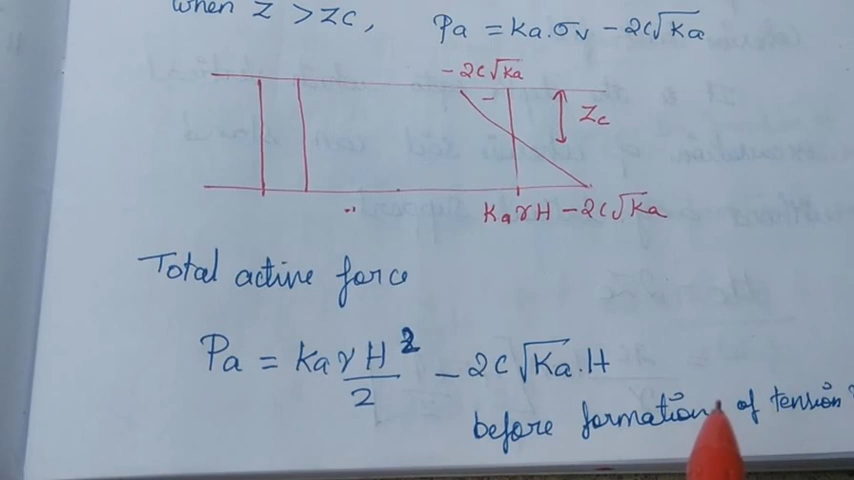 when z > zc, Pa = Ka.σv - 2c√Ka
- 2c√Ka
-
Zc
KaγH - 2c√Ka
Total active force
Pa = KaγH²/2 - 2c√Ka.H
before formation of tension